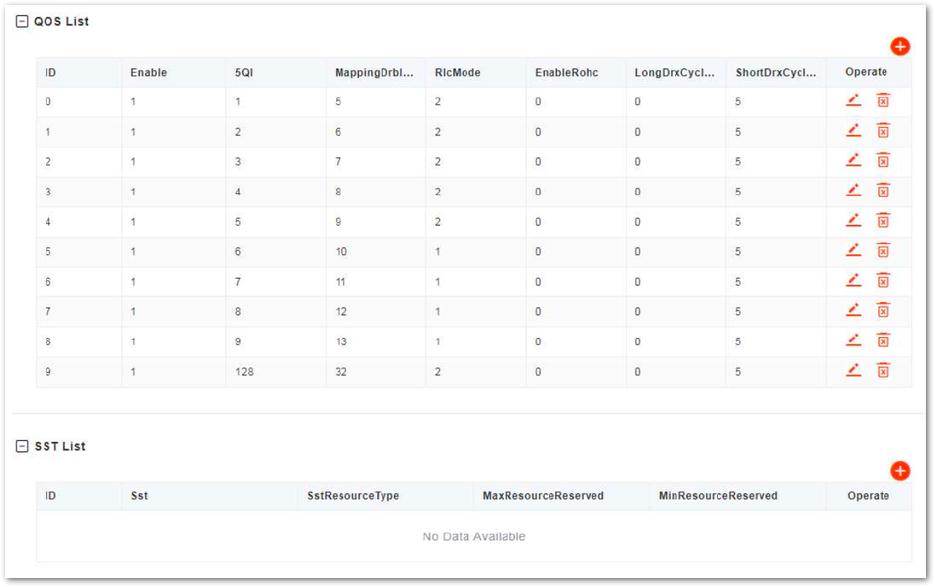 QOS List
ID Enable 5QI MappingDrbI... RlcMode EnableRohc LongDrxCycl... ShortDrxCycl... Operate
0 1 1 5 2 0 0 5
1 1 2 6 2 0 0 5
2 1 3 7 2 0 0 5
3 1 4 8 2 0 0 5
4 1 5 9 2 0 0 5
5 1 6 10 1 0 0 5
6 1 7 11 1 0 0 5
7 1 8 12 1 0 0 5
8 1 9 13 1 0 0 5
9 1 128 32 2 0 0 5
SST List
ID Sst SstResourceType MaxResourceReserved MinResourceReserved Operate
No Data Available